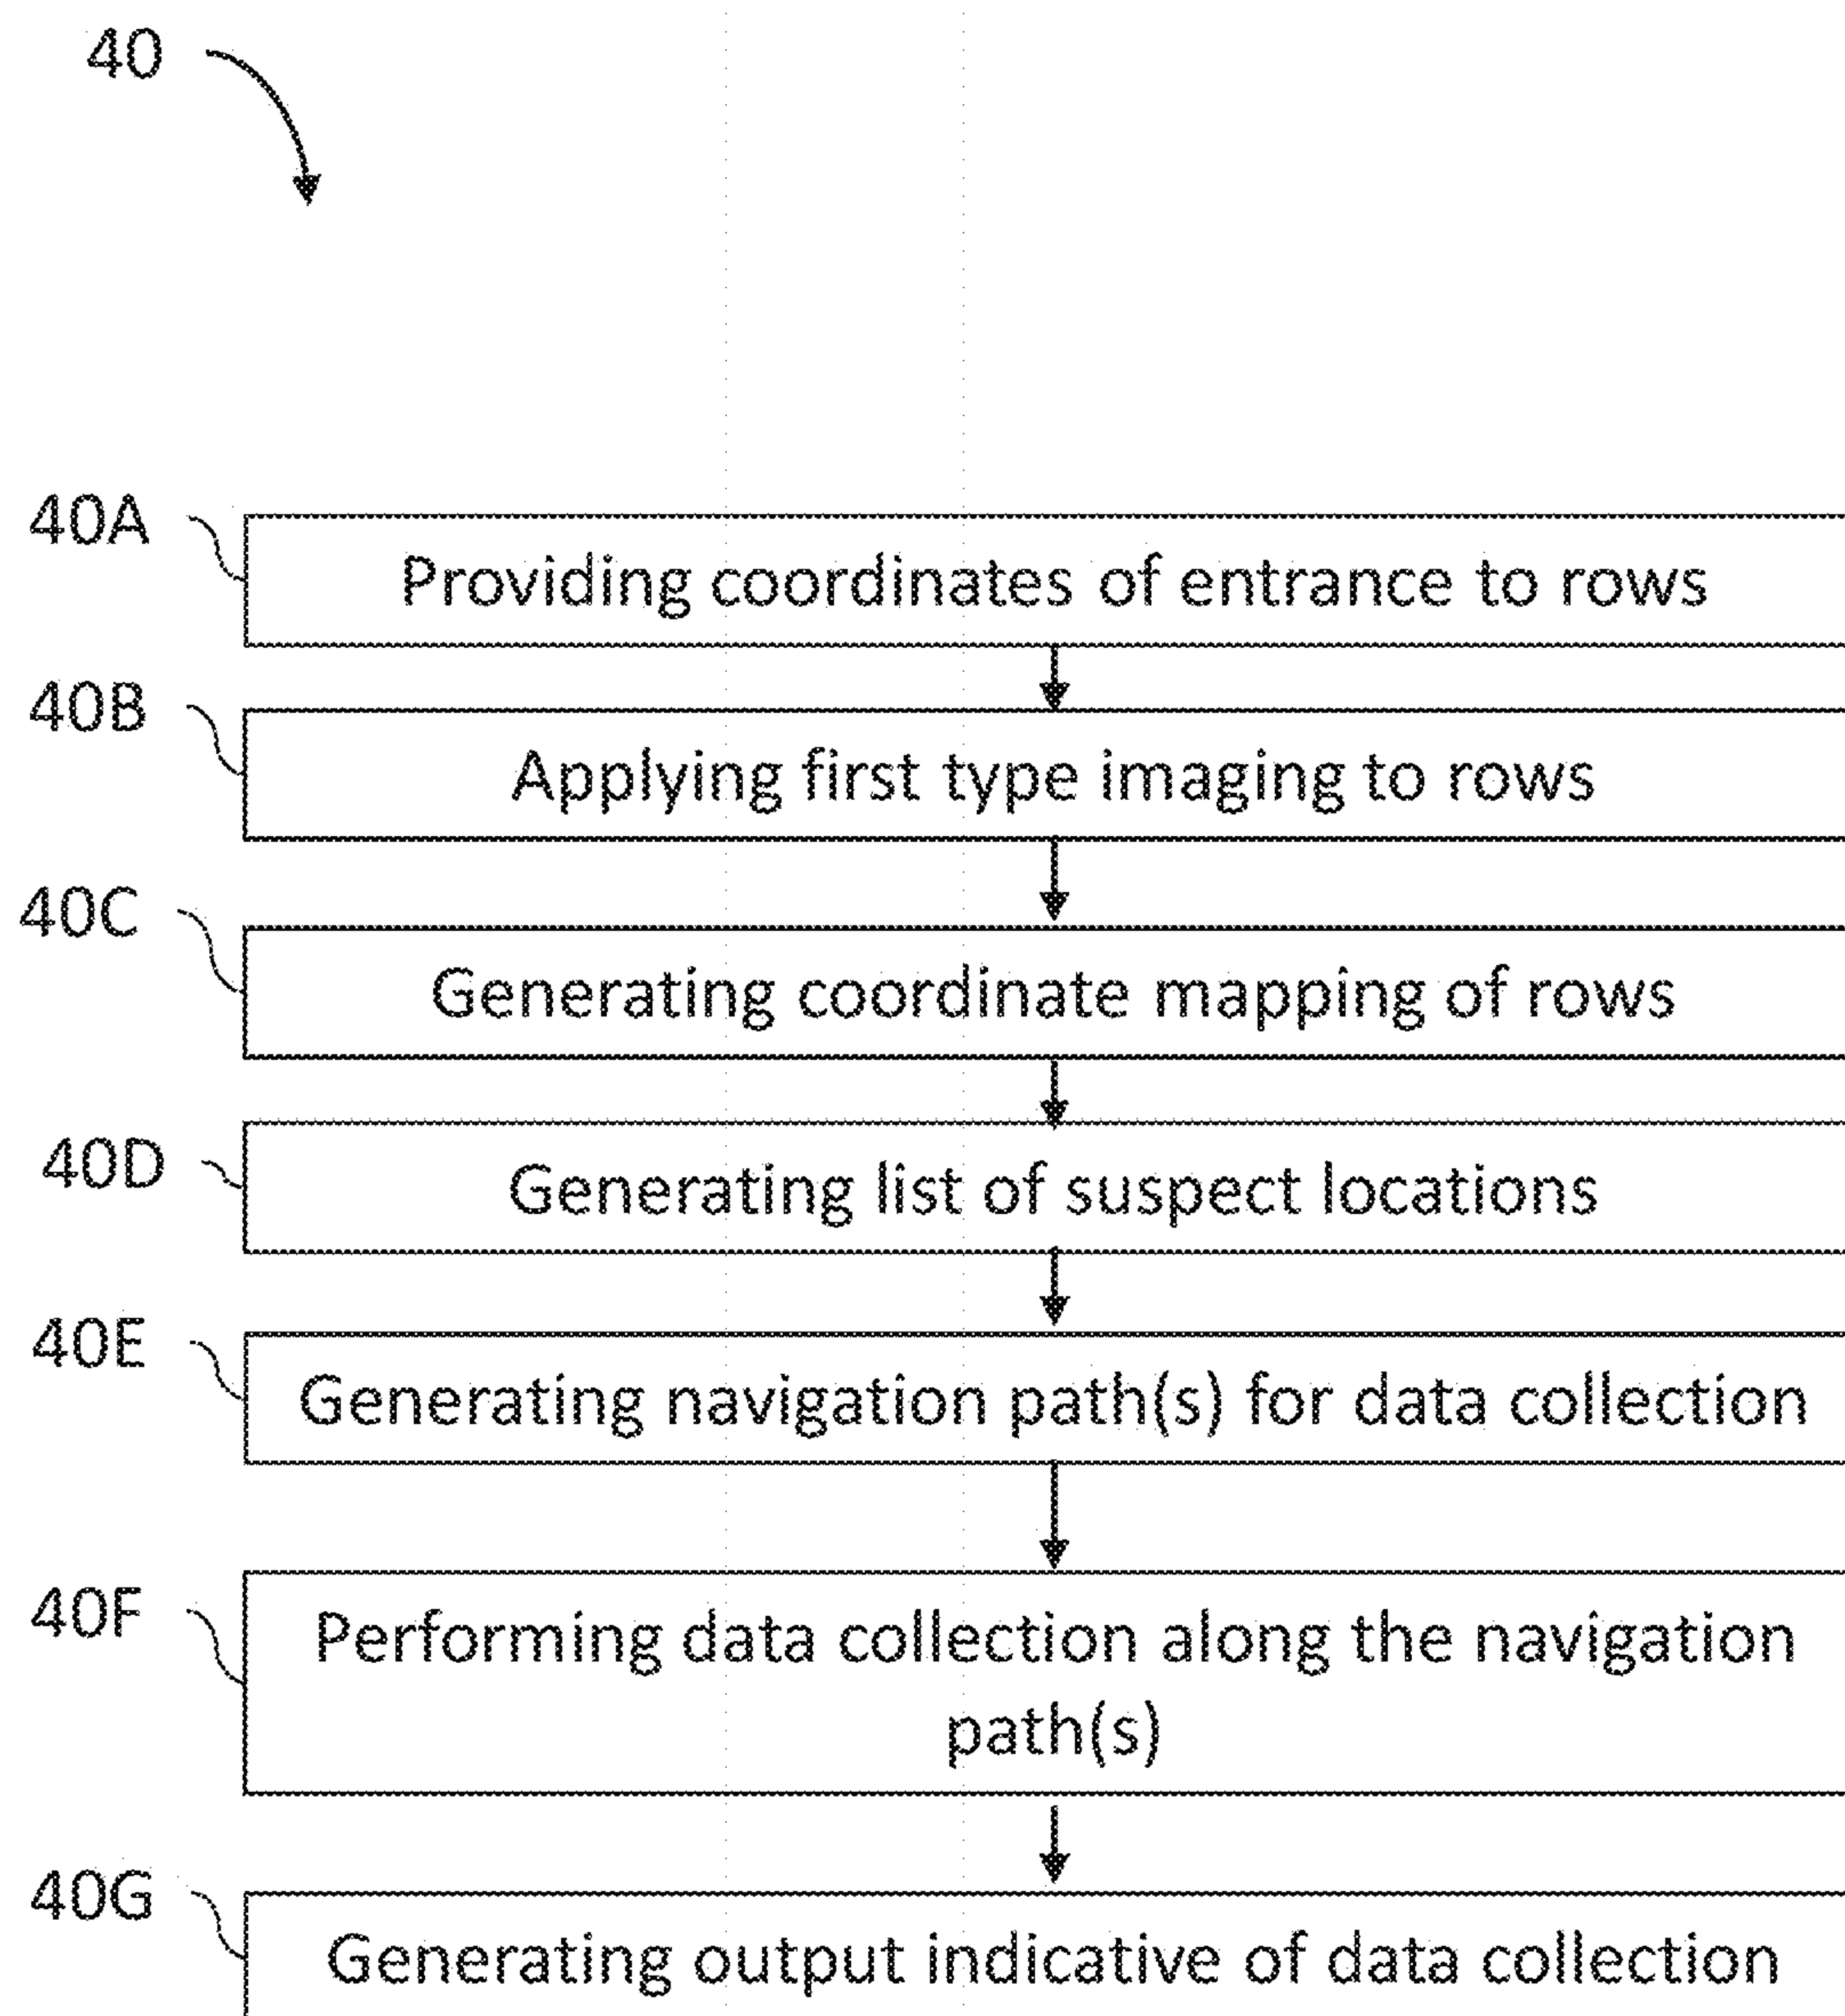 40
40A
Providing coordinates of entrance to rows
40B
Applying first type imaging to rows
40C
Generating coordinate mapping of rows
40D
Generating list of suspect locations
40E
Generating navigation path(s) for data collection
40F
Performing data collection along the navigation
path(s)
40G
Generating output indicative of data collection